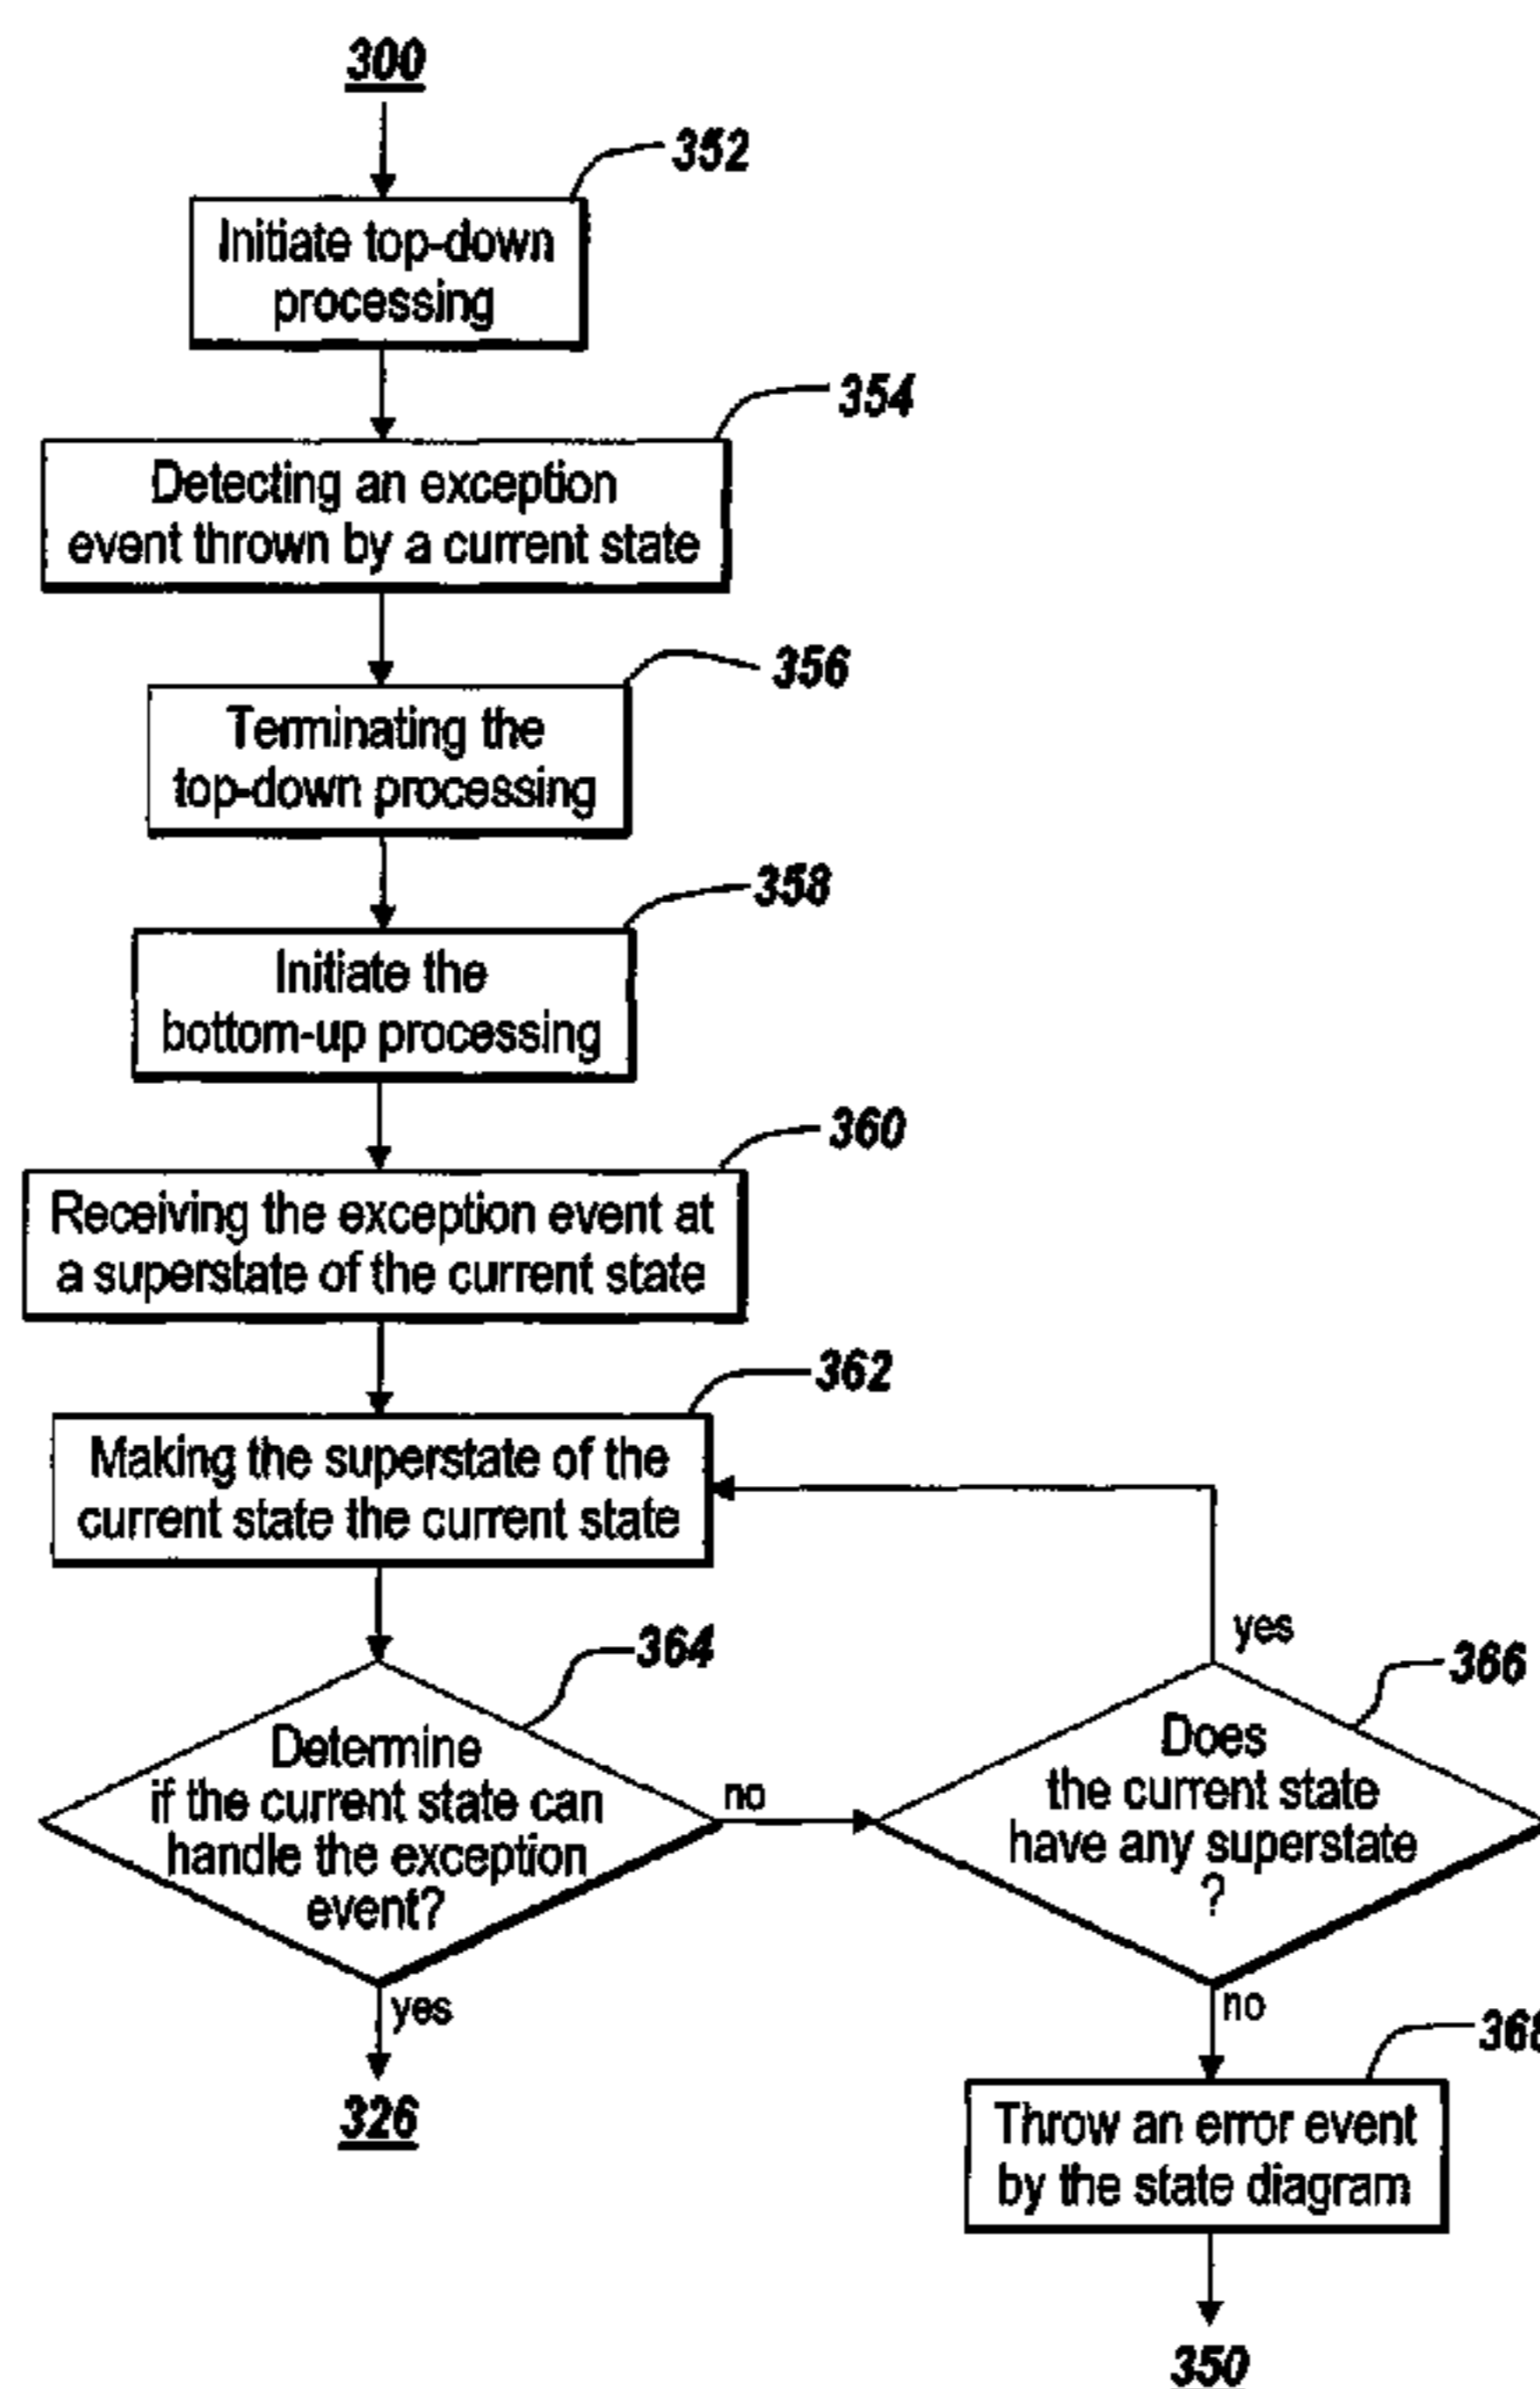 300
352
Initiate top-down
processing
354
Detecting an exception
event thrown by a current state
356
Terminating the
top-down processing
358
Initiate the
bottom-up processing
360
Receiving the exception event at
a superstate of the current state
362
Making the superstate of the
current state the current state
364
Determine
if the current state can
handle the exception
event?
no
yes
326
yes
366
Does
the current state
have any superstate
?
no
368
Throw an error event
by the state diagram
350